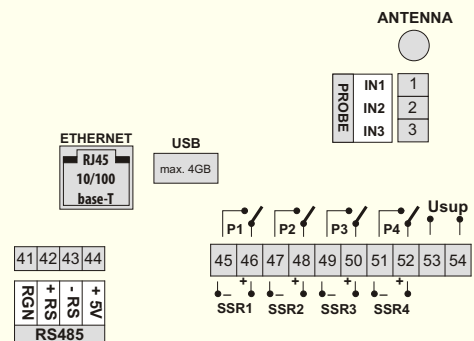 ANTENNA
PROBE
IN1 1
IN2 2
IN3 3
ETHERNET
RJ45
10/100
base-T
USB
max. 4GB
P1 P2 P3 P4 Usup
45 46 47 48 49 50 51 52 53 54
– + – + – + – +
SSR1 SSR2 SSR3 SSR4
41 42 43 44
RGN + RS - RS + 5V
RS485